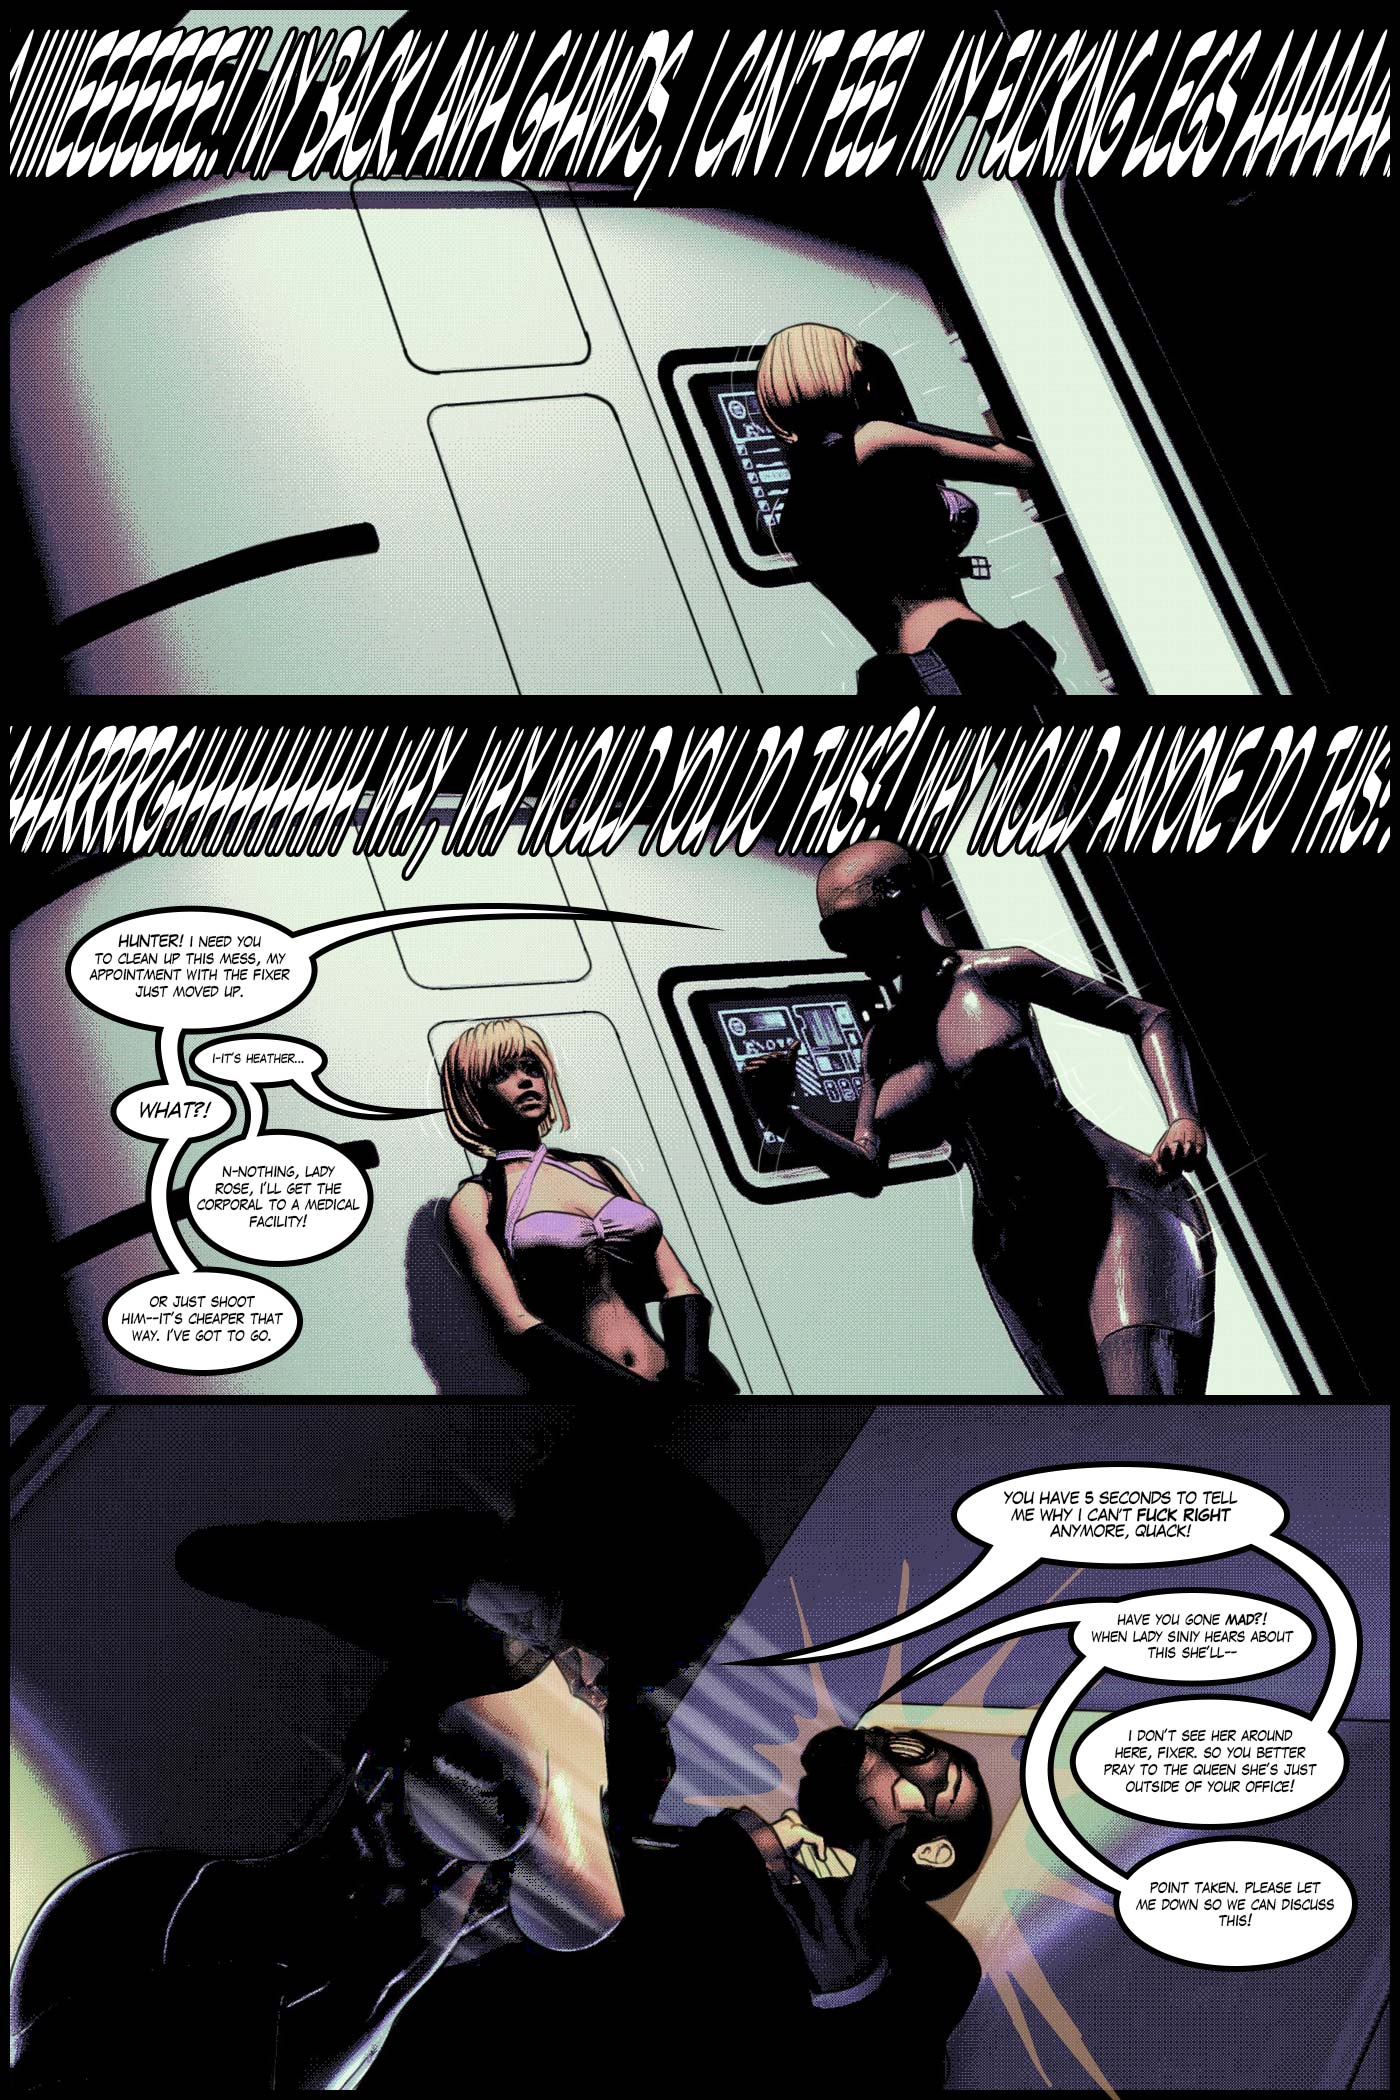 AIIIIIIEEEEEEE!! MY BACK! AWH GHAWDS, I CAN'T FEEL MY FUCKING LEGS AAAAAA
AAAARRRRGHHHHHHHHHH WHY, WHY WOULD YOU DO THIS?! WHY WOULD ANYONE DO THIS?
HUNTER! I NEED YOU
TO CLEAN UP THIS MESS, MY
APPOINTMENT WITH THE FIXER
JUST MOVED UP.
I-IT'S HEATHER...
WHAT?!
N-NOTHING, LADY
ROSE, I'LL GET THE
CORPORAL TO A MEDICAL
FACILITY!
OR JUST SHOOT
HIM--IT'S CHEAPER THAT
WAY. I'VE GOT TO GO.
YOU HAVE 5 SECONDS TO TELL
ME WHY I CAN'T FUCK RIGHT
ANYMORE, QUACK!
HAVE YOU GONE MAD?!
WHEN LADY SINIY HEARS ABOUT
THIS SHE'LL--
I DON'T SEE HER AROUND
HERE, FIXER. SO YOU BETTER
PRAY TO THE QUEEN SHE'S JUST
OUTSIDE OF YOUR OFFICE!
POINT TAKEN. PLEASE LET
ME DOWN SO WE CAN DISCUSS
THIS!